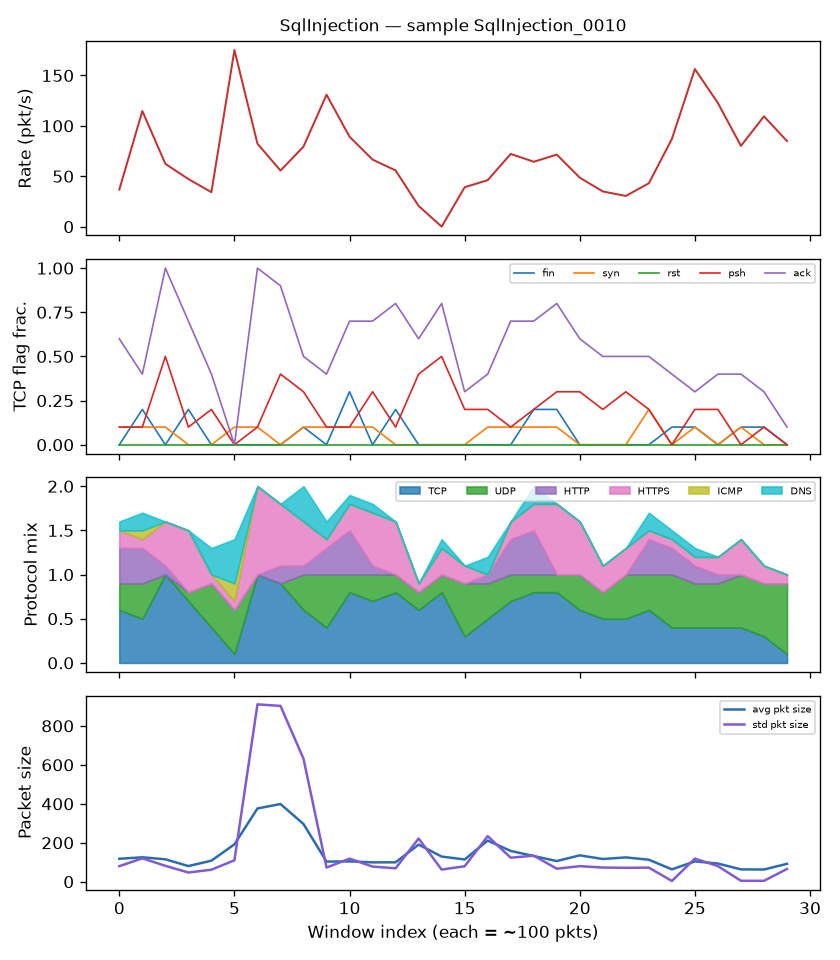 SqlInjection — sample SqlInjection_0010
Rate (pkt/s)
150
100
50
0
TCP flag frac.
1.00
0.75
0.50
0.25
0.00
fin syn rst psh ack
Protocol mix
2.0
1.5
1.0
0.5
0.0
TCP UDP HTTP HTTPS ICMP DNS
Packet size
800
600
400
200
0
avg pkt size
std pkt size
0 5 10 15 20 25 30
Window index (each = ~100 pkts)